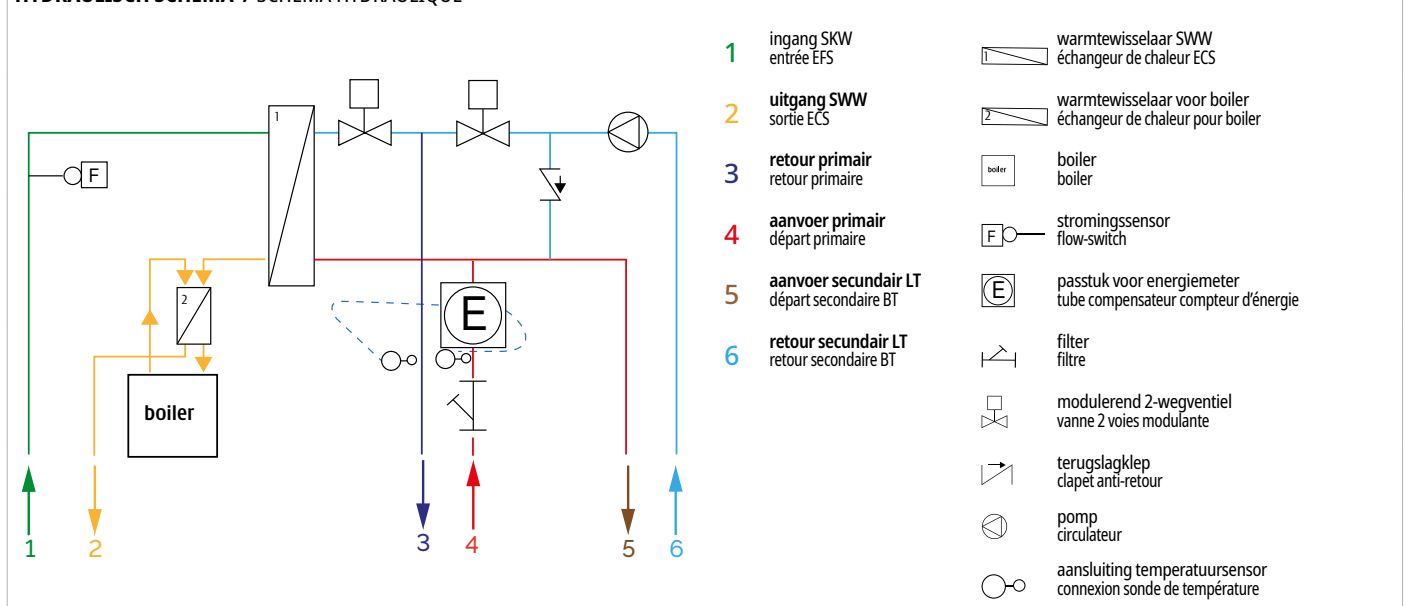 HYDRAULISCH SCHEMA / SCHÉMA HYDRAULIQUE
1
F
2
boiler
E
1
2
3
4
5
6
1
ingang SKW
entrée EFS
2
uitgang SWW
sortie ECS
3
retour primair
retour primaire
4
aanvoer primair
départ primaire
5
aanvoer secundair LT
départ secondaire BT
6
retour secundair LT
retour secondaire BT
1
warmtewisselaar SWW
échangeur de chaleur ECS
2
warmtewisselaar voor boiler
échangeur de chaleur pour boiler
boiler
boiler
boiler
F
stromingssensor
flow-switch
E
passtuk voor energiemeter
tube compensateur compteur d'énergie
filter
filtre
modulerend 2-wegventiel
vanne 2 voies modulante
terugslagklep
clapet anti-retour
pomp
circulateur
aansluiting temperatuursensor
connexion sonde de température